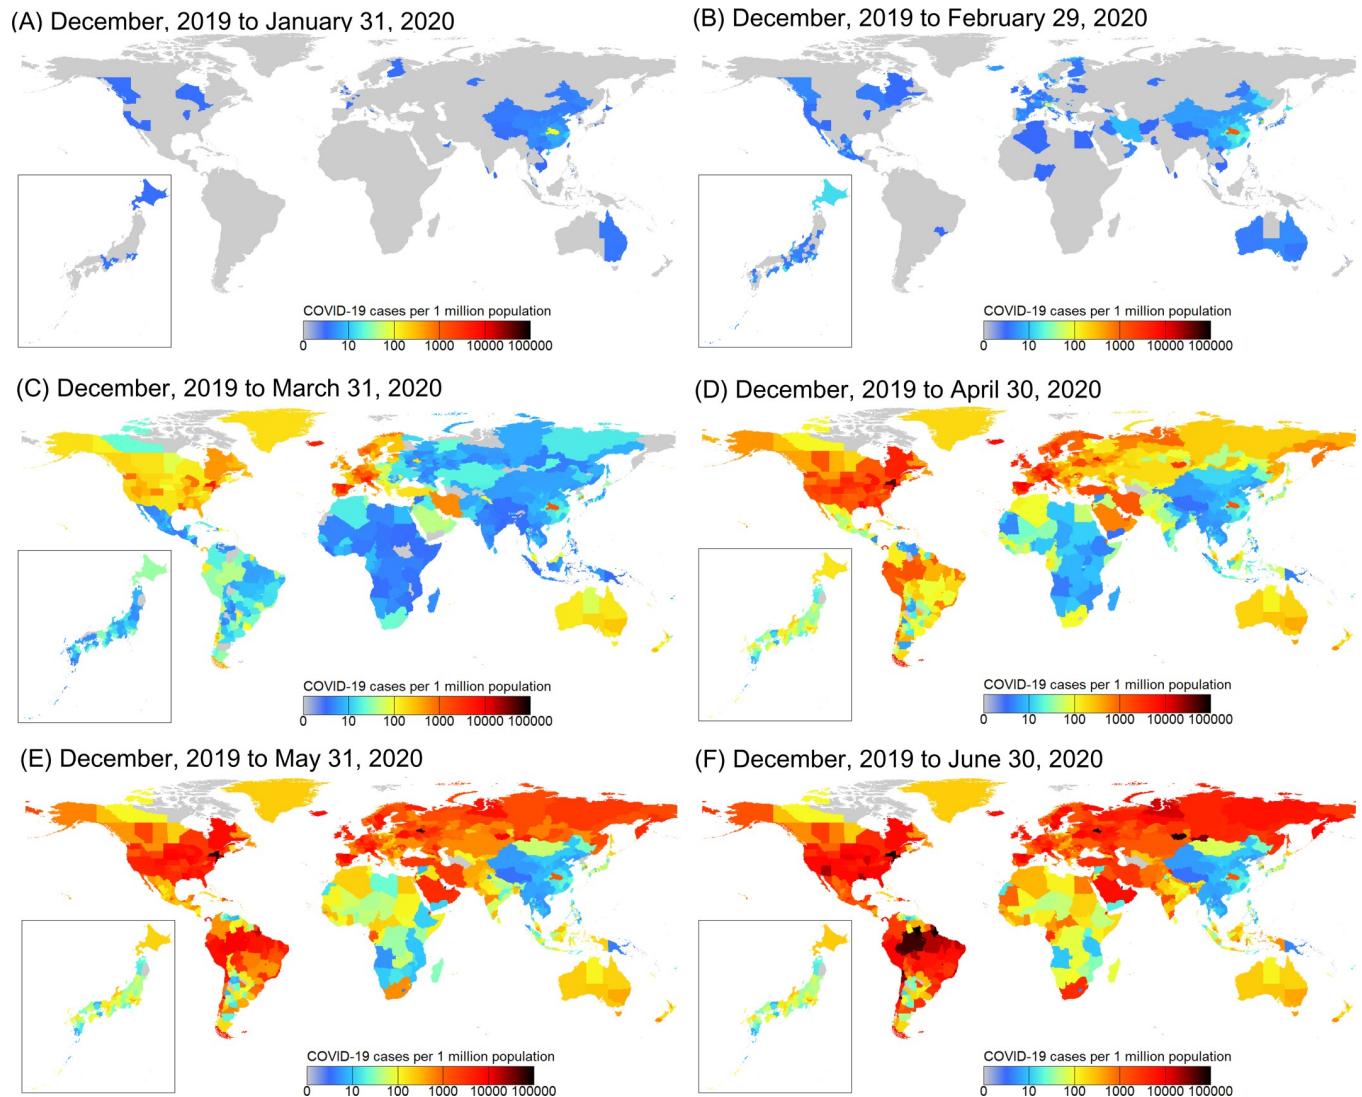 (A) December, 2019 to January 31, 2020
(B) December, 2019 to February 29, 2020
COVID-19 cases per 1 million population
0 10 100 1000 10000 100000
COVID-19 cases per 1 million population
0 10 100 1000 10000 100000
(C) December, 2019 to March 31, 2020
(D) December, 2019 to April 30, 2020
COVID-19 cases per 1 million population
0 10 100 1000 10000 100000
COVID-19 cases per 1 million population
0 10 100 1000 10000 100000
(E) December, 2019 to May 31, 2020
(F) December, 2019 to June 30, 2020
COVID-19 cases per 1 million population
0 10 100 1000 10000 100000
COVID-19 cases per 1 million population
0 10 100 1000 10000 100000